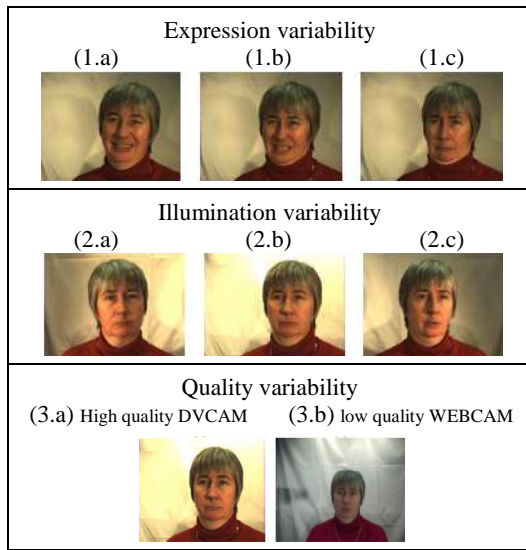 Expression variability
(1.a) (1.b) (1.c)
Illumination variability
(2.a) (2.b) (2.c)
Quality variability
(3.a) High quality DVCAM (3.b) low quality WEBCAM